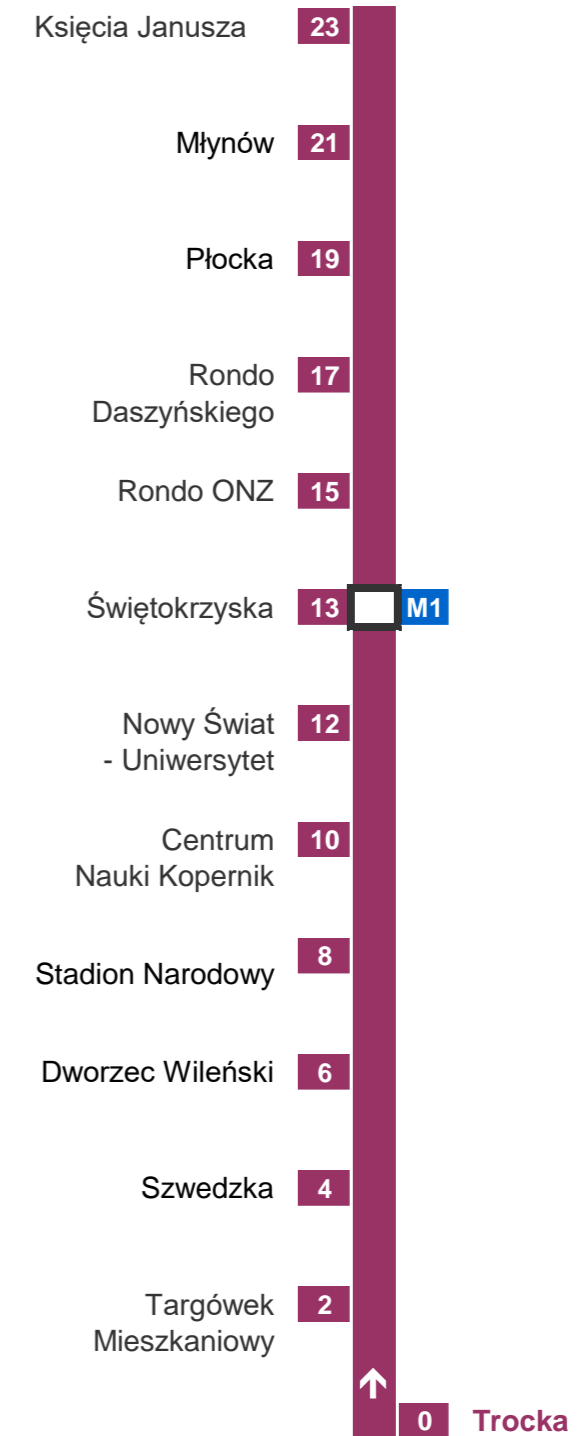 Księcia Janusza 23
Młynów 21
Płocka 19
Rondo 17
Daszyńskiego
Rondo ONZ 15
Świętokrzyska 13 M1
Nowy Świat 12
- Uniwersytet
Centrum 10
Nauki Kopernik
Stadion Narodowy 8
Dworzec Wileński 6
Szwedzka 4
Targówek 2
Mieszkaniowy
0 Trocka